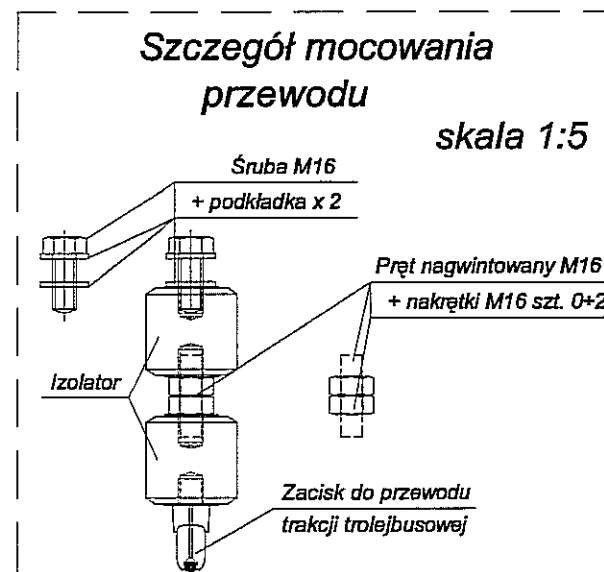 Szczegół mocowania
przewodu
skala 1:5
Śruba M16
+ podkładka x 2
Pręt nagwintowany M16
+ nakrętki M16 szt. 0÷2
Izolator
Zacisk do przewodu
trakcji trolejbusowej